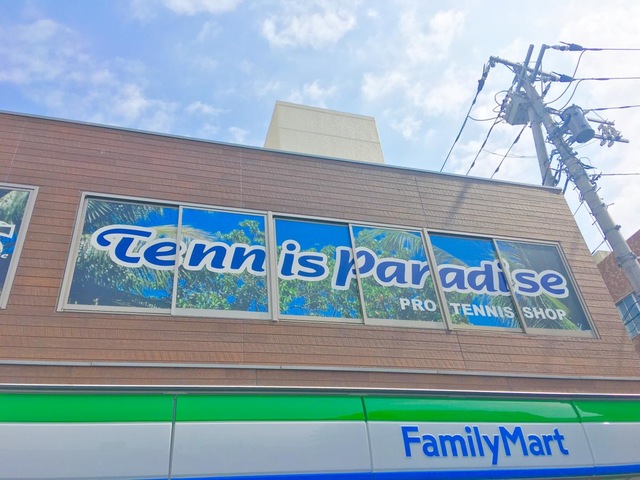 Tennis Paradise
PRO TENNIS SHOP
FamilyMart